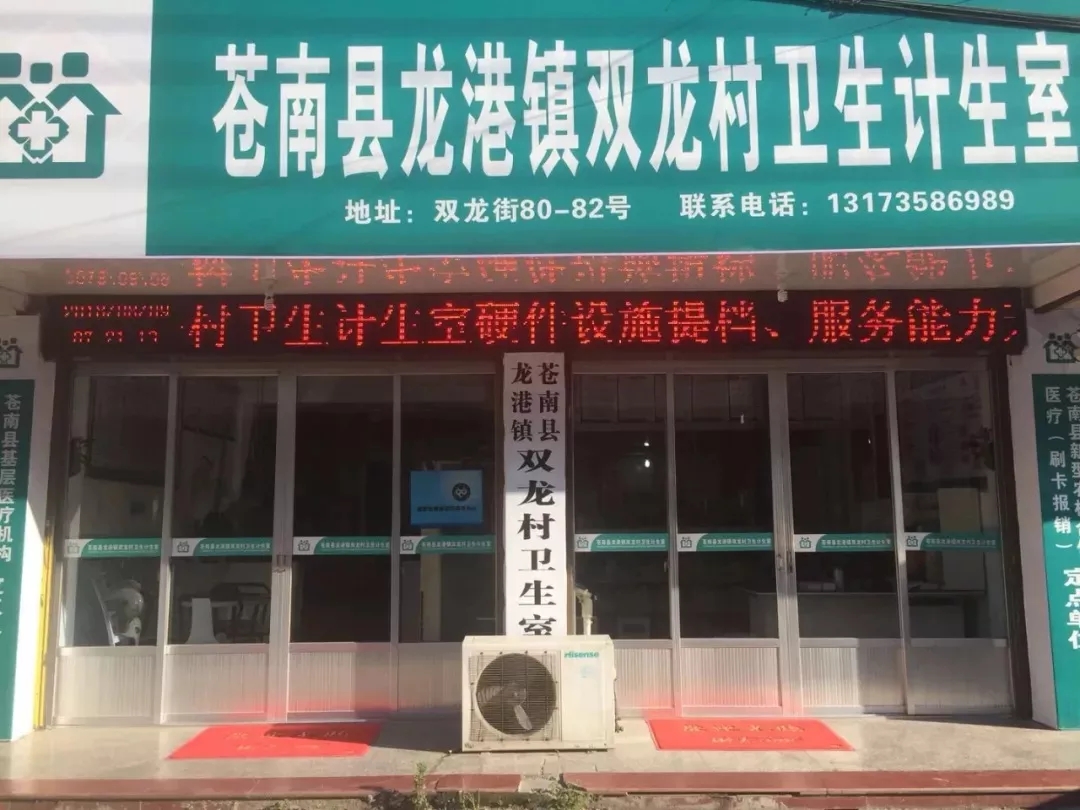 苍南县龙港镇双龙村卫生计生室
地址：双龙街80-82号 联系电话：13173586989
村卫生计生室硬件设施提档、服务能力
苍南县
龙港镇
双龙村卫生室
苍南县基层医疗机构
医疗（刷卡报销）
定点单位
Hisense